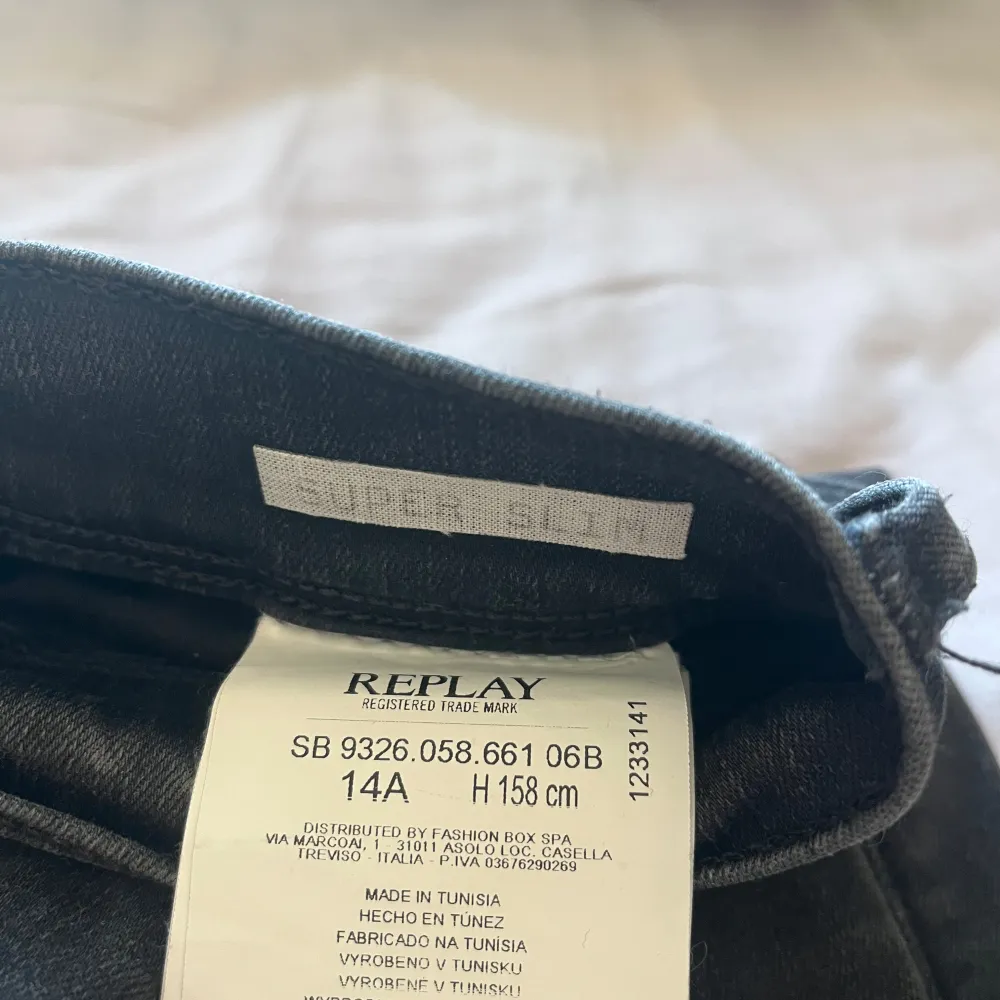 SUPER SLIM
REPLAY
REGISTERED TRADE MARK
SB 9326.058.661 06B
14A H 158 cm
1233141
DISTRIBUTED BY FASHION BOX SPA
VIA MARCOAI, 1 - 31011 ASOLO LOC. CASELLA
TREVISO - ITALIA - P.IVA 03676290269
MADE IN TUNISIA
HECHO EN TÚNEZ
FABRICADO NA TUNÍSIA
VYROBENO V TUNISKU
VYROBENÉ V TUNISKU